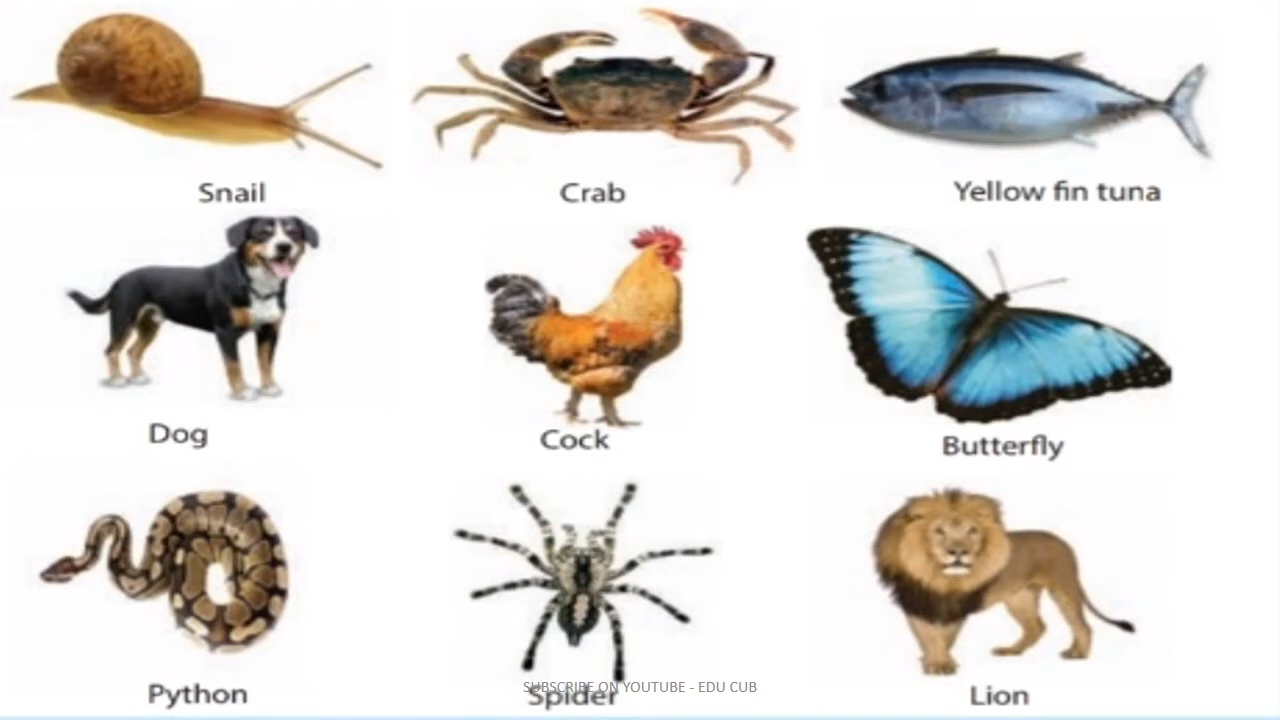 Snail
Crab
Yellow fin tuna
Dog
Cock
Butterfly
Python
Spider
Lion
SUBSCRIBE ON YOUTUBE - EDU CUB